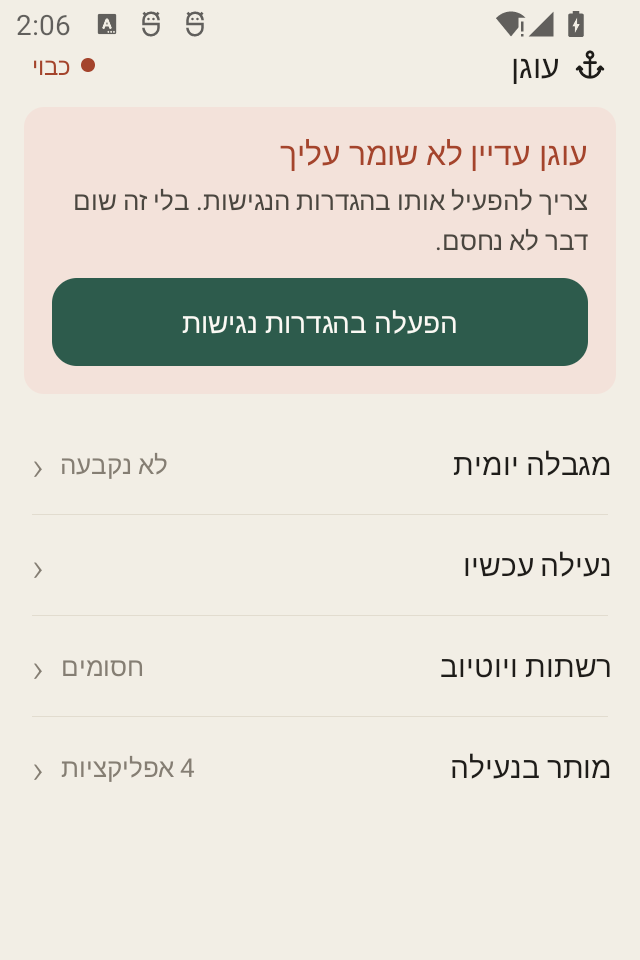 2:06
עוגן
כבוי
עוגן עדיין לא שומר עליך
צריך להפעיל אותו בהגדרות הנגישות. בלי זה שום
דבר לא נחסם.
הפעלה בהגדרות נגישות
מגבלה יומית
לא נקבעה
נעילה עכשיו
רשתות ויוטיוב
חסומים
מותר בנעילה
4 אפליקציות